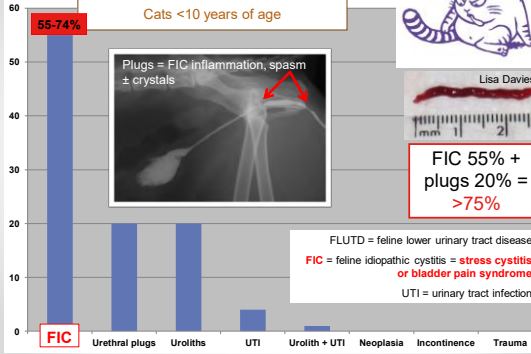 Cats <10 years of age
60
50
40
30
20
10
0
55-74%
Plugs = FIC inflammation, spasm
± crystals
Lisa Davies
mm 1 2
FIC 55% +
plugs 20% =
>75%
FLUTD = feline lower urinary tract disease
FIC = feline idiopathic cystitis = stress cystitis
or bladder pain syndrome
UTI = urinary tract infection
FIC
Urethral plugs
Uroliths
UTI
Urolith + UTI
Neoplasia
Incontinence
Trauma